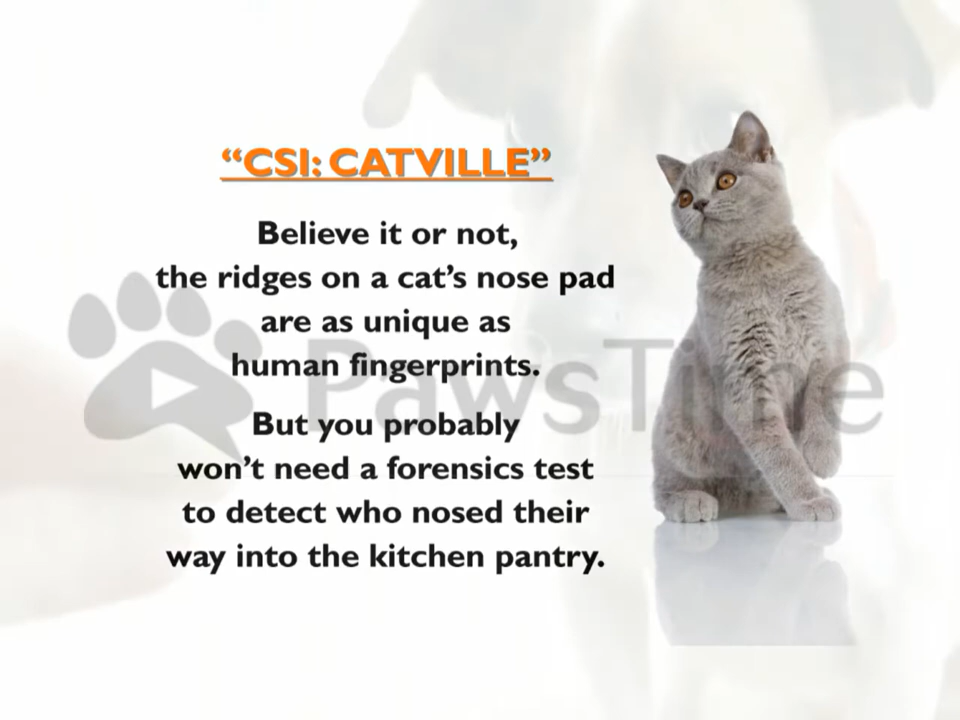 “CSI: CATVILLE”
Believe it or not,
the ridges on a cat’s nose pad
are as unique as
human fingerprints.
PawsTime
But you probably
won’t need a forensics test
to detect who nosed their
way into the kitchen pantry.